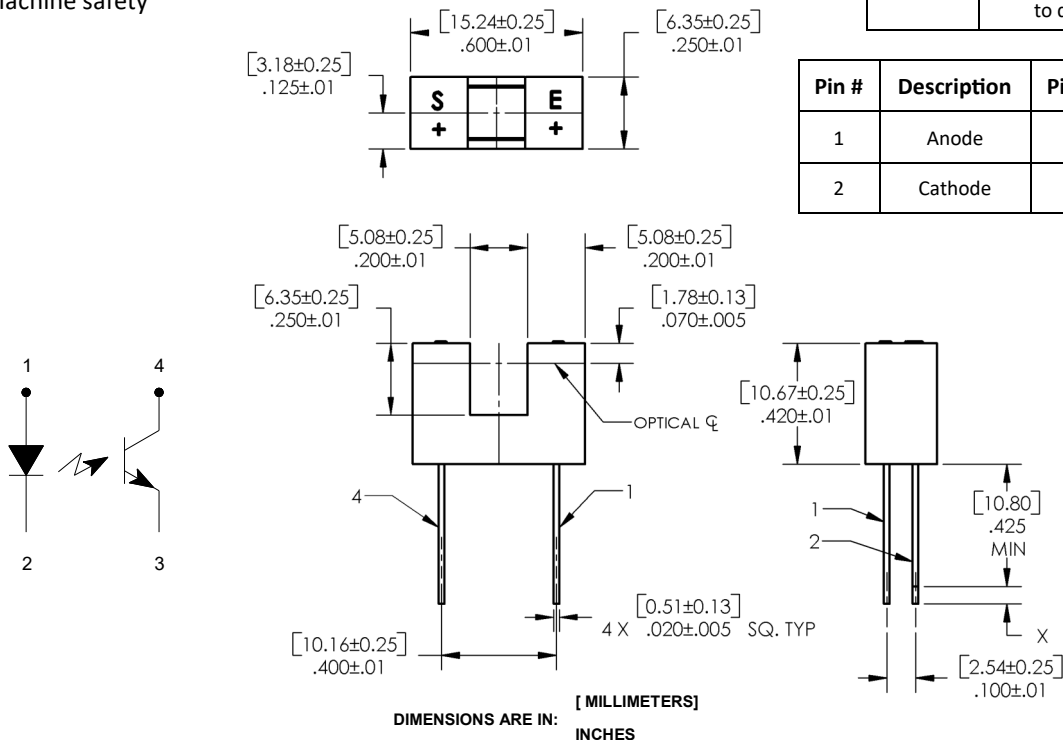 machine safety
to
[15.24±0.25]
.600±.01
[6.35±0.25]
.250±.01
[3.18±0.25]
.125±.01
S E
+ +
Pin # Description
1 Anode
2 Cathode
[5.08±0.25]
.200±.01
[5.08±0.25]
.200±.01
[6.35±0.25]
.250±.01
[1.78±0.13]
.070±.005
OPTICAL ℄
[10.67±0.25]
.420±.01
1 4
2 3
4 1
1
2
[10.80]
.425
MIN
4 X [0.51±0.13]
.020±.005 SQ. TYP
X
[10.16±0.25]
.400±.01
[2.54±0.25]
.100±.01
[ MILLIMETERS]
DIMENSIONS ARE IN:
INCHES